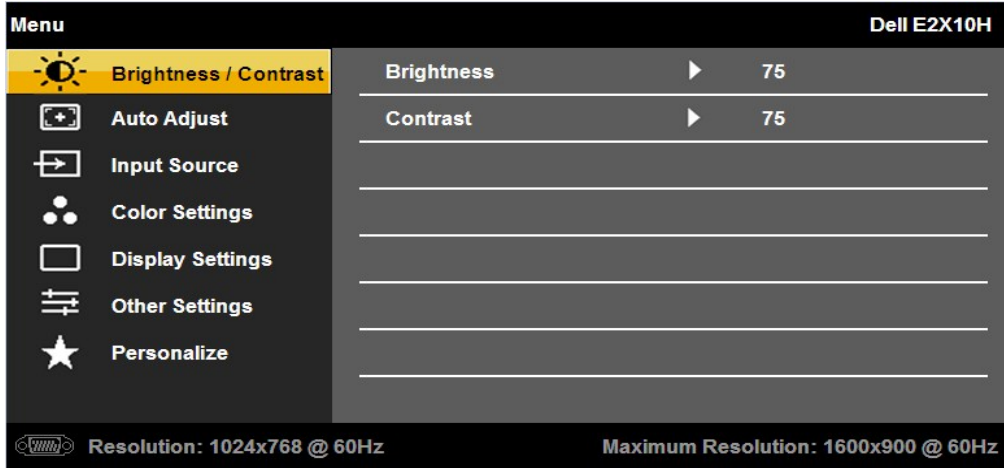 Menu Dell E2X10H
Brightness / Contrast Brightness 75
Auto Adjust Contrast 75
Input Source
Color Settings
Display Settings
Other Settings
Personalize
Resolution: 1024x768 @ 60Hz Maximum Resolution: 1600x900 @ 60Hz